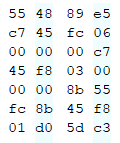 55 48 89 e5
c7 45 fc 06
00 00 00 c7
45 f8 03 00
00 00 8b 55
fc 8b 45 f8
01 d0 5d c3